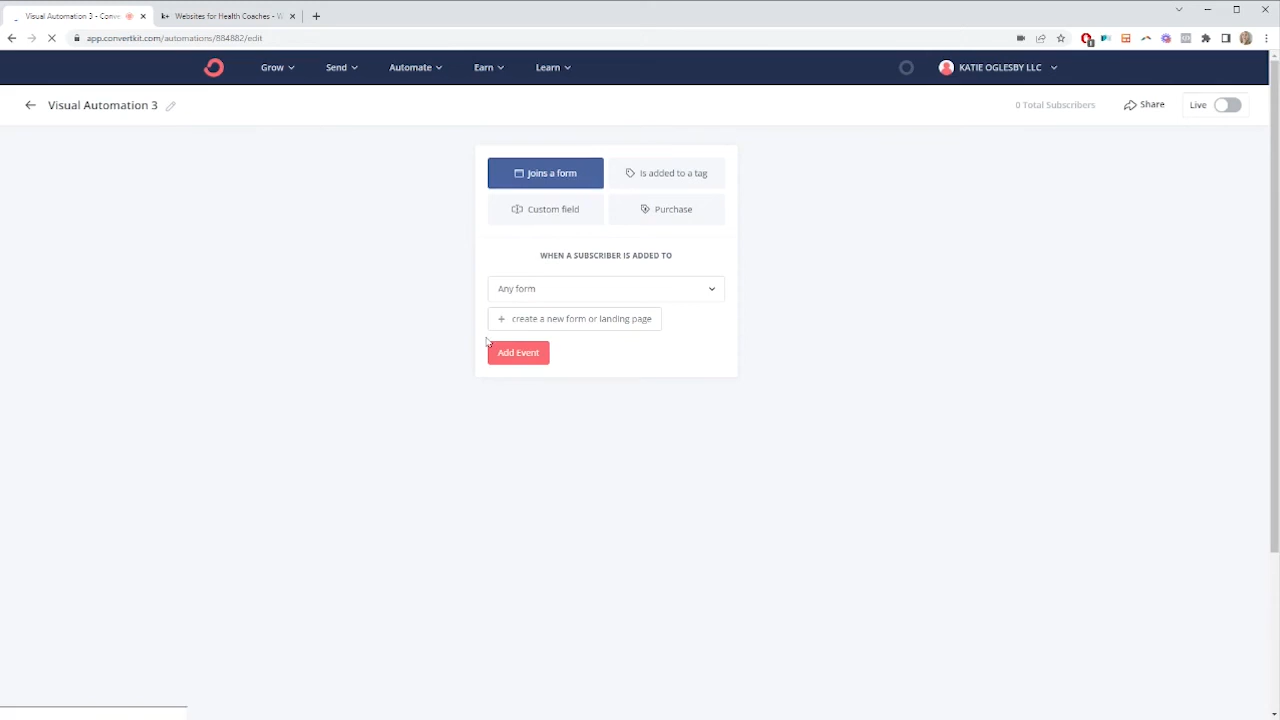 Visual Automation 3 - Conve
Websites for Health Coaches - V
app.convertkit.com/automations/884882/edit
Grow
Send
Automate
Earn
Learn
KATIE OGLESBY LLC
Visual Automation 3
0 Total Subscribers
Share
Live
Joins a form
Is added to a tag
Custom field
Purchase
WHEN A SUBSCRIBER IS ADDED TO
Any form
+ create a new form or landing page
Add Event